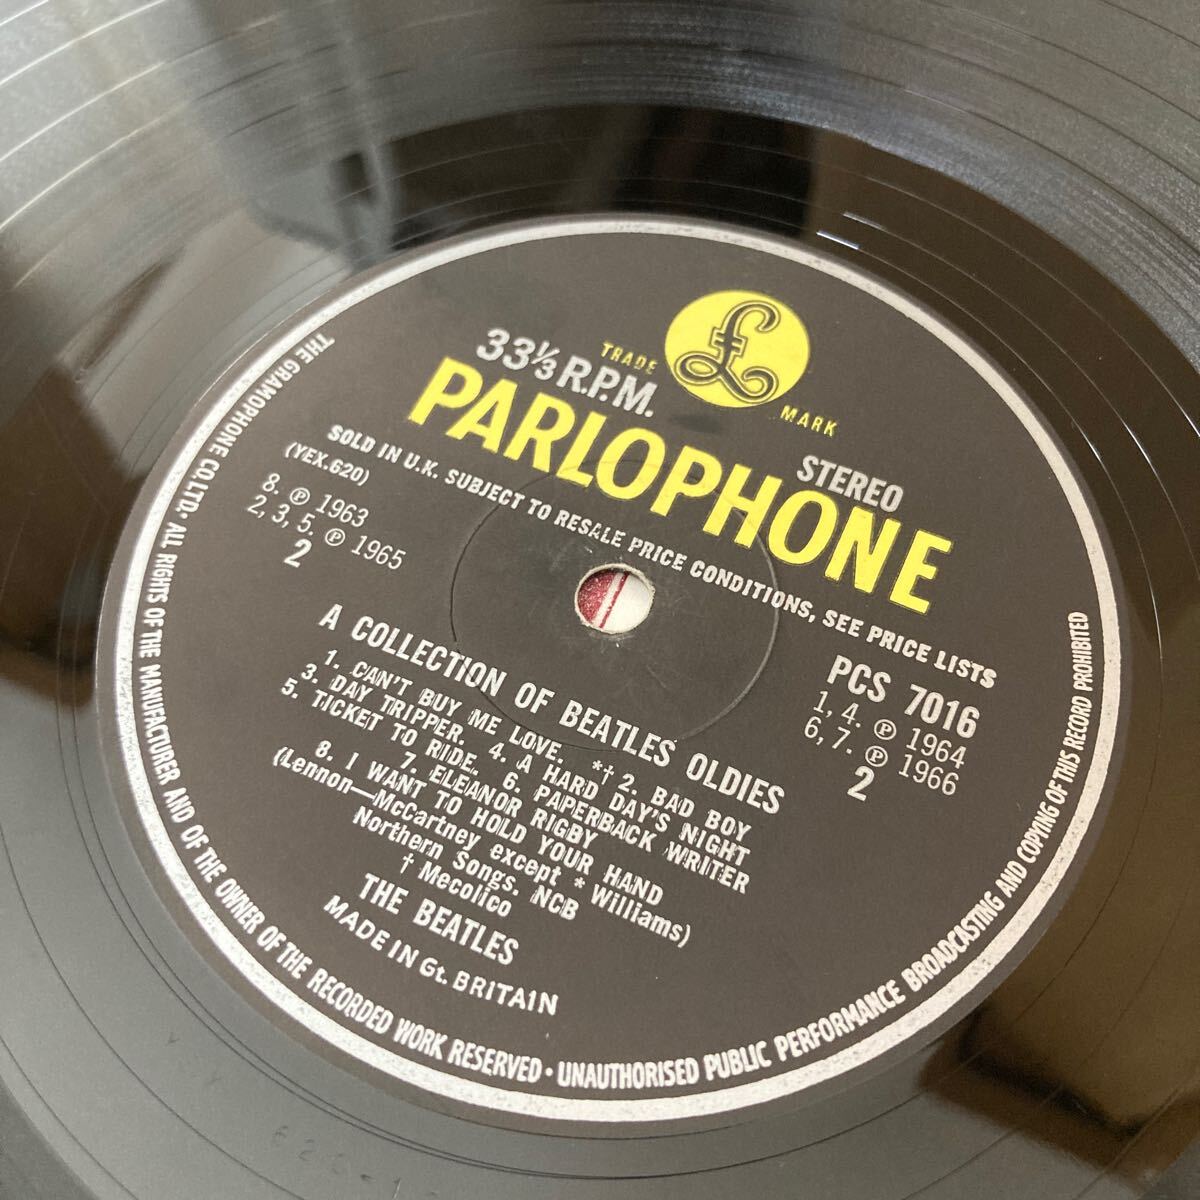 TRADE £ MARK
33⅓ R.P.M.
STEREO
PARLOPHONE
SOLD IN U.K. SUBJECT TO RESALE PRICE CONDITIONS, SEE PRICE LISTS
(YEX.620)
8. ℗ 1963
2, 3, 5. ℗ 1965
2
PCS 7016
1, 4. ℗ 1964
6, 7. ℗ 1966
2
A COLLECTION OF BEATLES OLDIES
1. CAN'T BUY ME LOVE. *† 2. BAD BOY
3. DAY TRIPPER. 4. A HARD DAY'S NIGHT
5. TICKET TO RIDE. 6. PAPERBACK WRITER
7. ELEANOR RIGBY
8. I WANT TO HOLD YOUR HAND
(Lennon—McCartney except * Williams)
Northern Songs. NCB
† Mecolico
THE BEATLES
MADE IN Gt. BRITAIN
THE GRAMOPHONE CO. LTD. · ALL RIGHTS OF THE MANUFACTURER AND OF THE OWNER OF THE RECORDED WORK RESERVED · UNAUTHORISED PUBLIC PERFORMANCE BROADCASTING AND COPYING OF THIS RECORD PROHIBITED